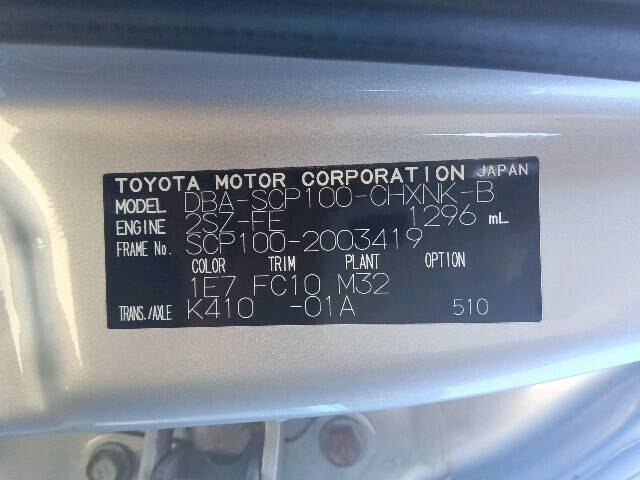 TOYOTA MOTOR CORPORATION JAPAN
MODEL DBA-SCP100-CHXNK-B
ENGINE 2SZ-FE 1296 mL
FRAME No. SCP100-2003419
COLOR TRIM PLANT OPTION
1E7 FC10 M32
TRANS./AXLE K410 -01A 510